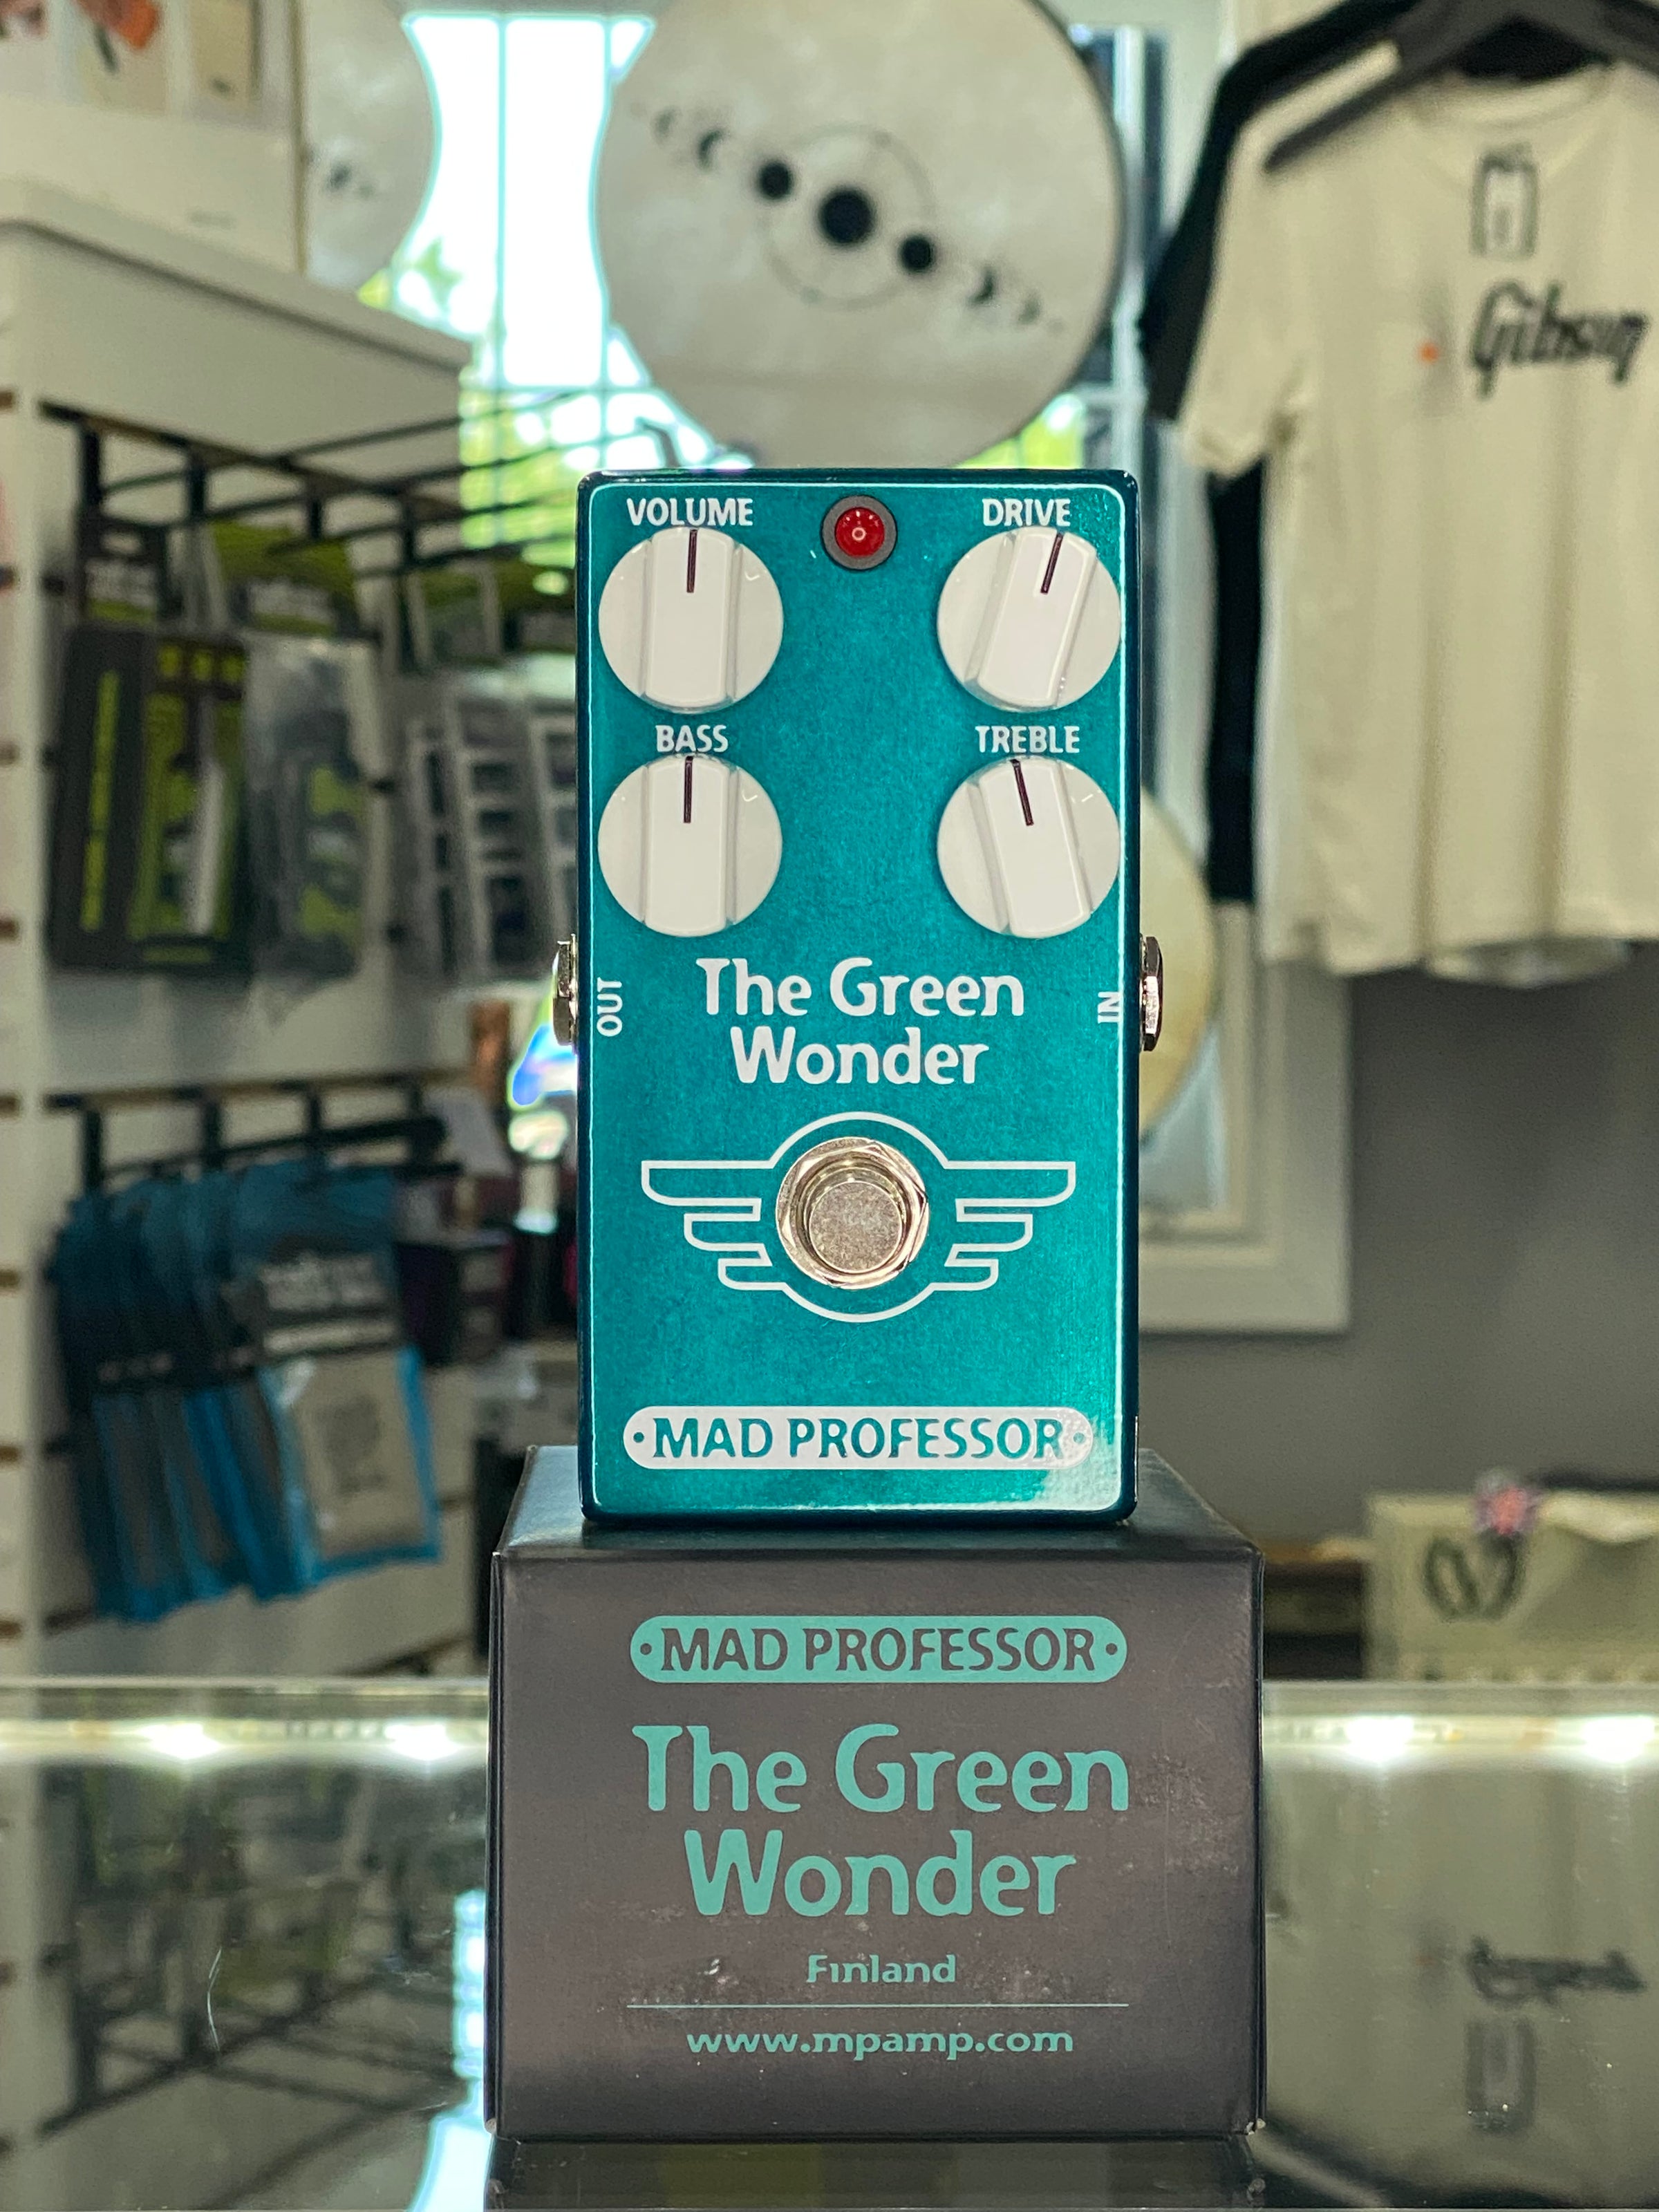 Gibson
VOLUME
DRIVE
BASS
TREBLE
OUT
IN
The Green
Wonder
•MAD PROFESSOR•
•MAD PROFESSOR•
The Green
Wonder
Finland
www.mpamp.com